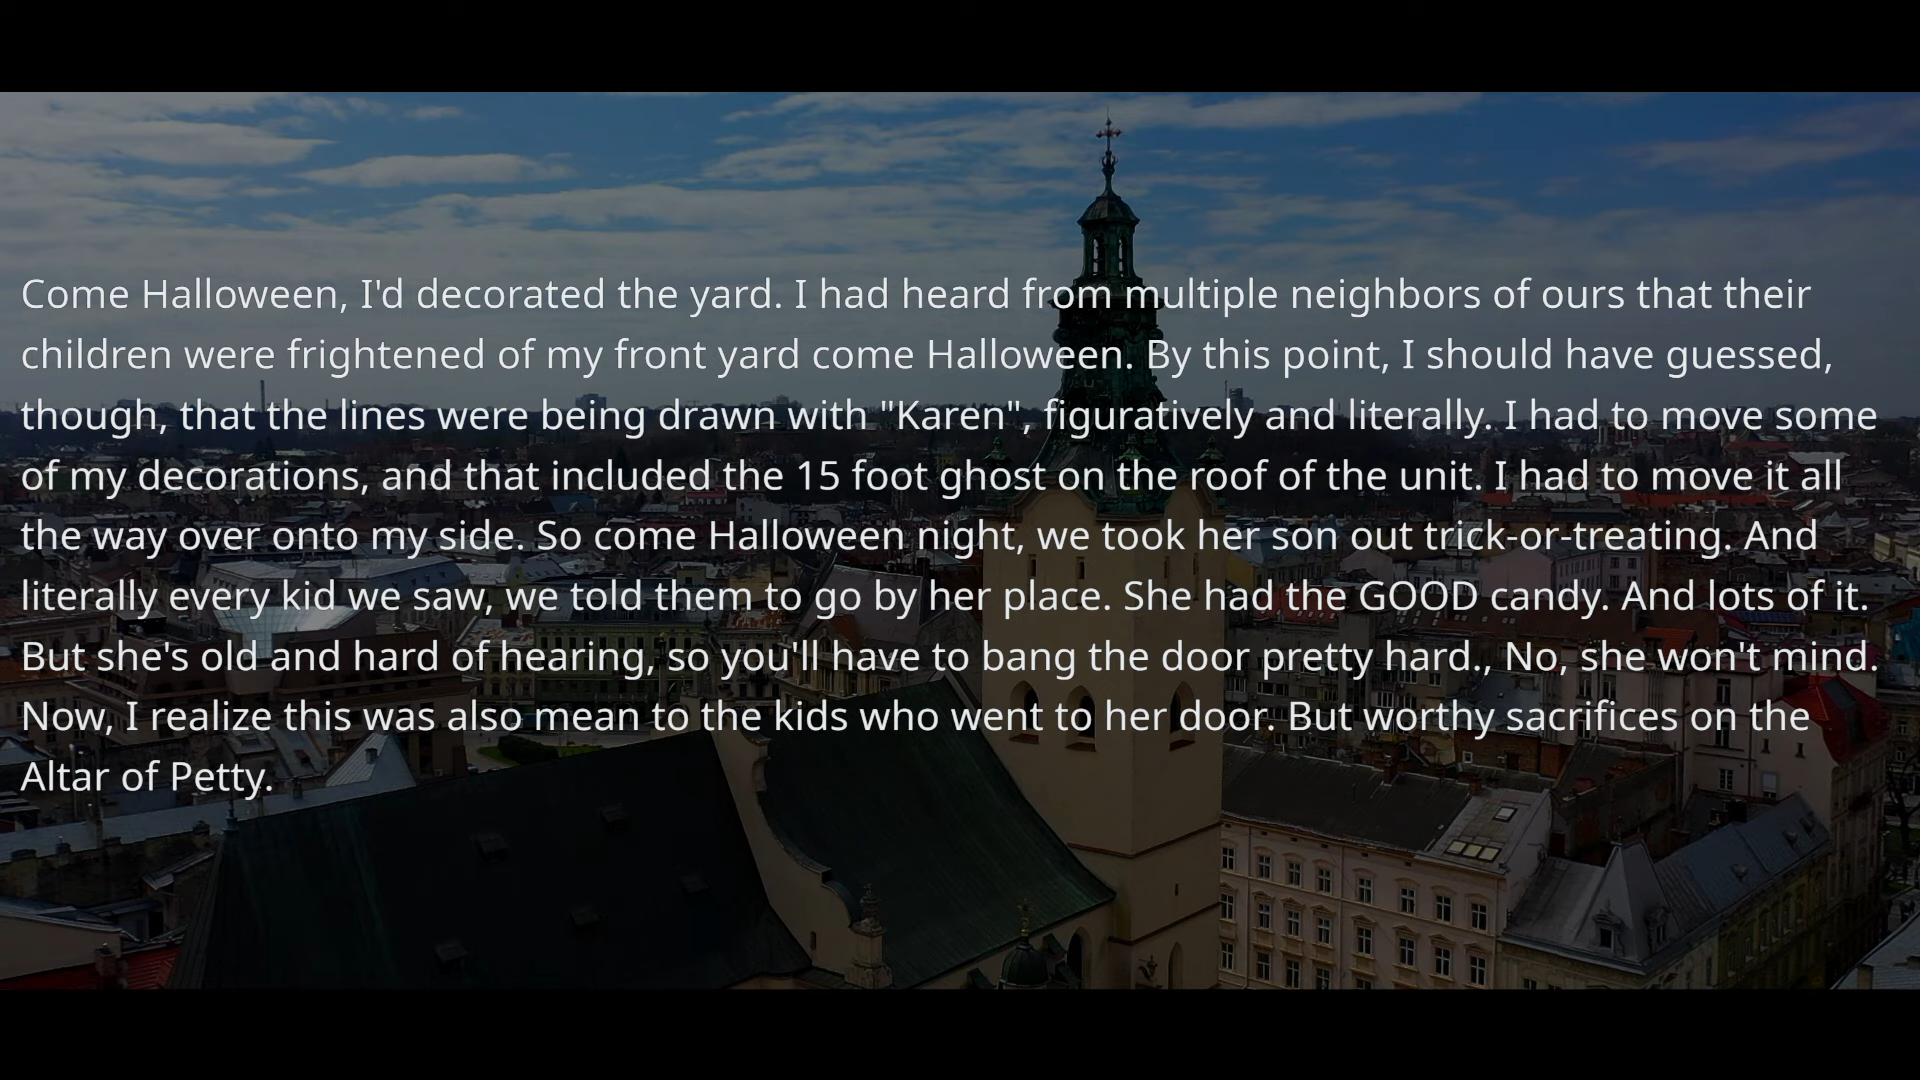 Come Halloween, I'd decorated the yard. I had heard from multiple neighbors of ours that their
children were frightened of my front yard come Halloween. By this point, I should have guessed,
though, that the lines were being drawn with "Karen", figuratively and literally. I had to move some
of my decorations, and that included the 15 foot ghost on the roof of the unit. I had to move it all
the way over onto my side. So come Halloween night, we took her son out trick-or-treating. And
literally every kid we saw, we told them to go by her place. She had the GOOD candy. And lots of it.
But she's old and hard of hearing, so you'll have to bang the door pretty hard., No, she won't mind.
Now, I realize this was also mean to the kids who went to her door. But worthy sacrifices on the
Altar of Petty.